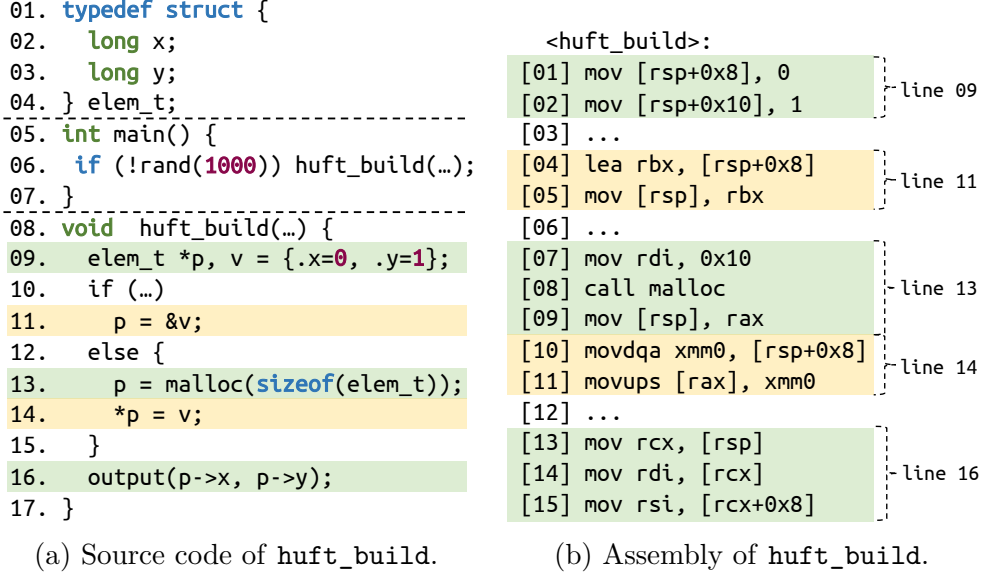 01. typedef struct {
02. long x;
03. long y;
04. } elem_t;
05. int main() {
06. if (!rand(1000)) huft_build(…);
07. }
08. void huft_build(…) {
09. elem_t *p, v = {.x=0, .y=1};
10. if (…)
11. p = &v;
12. else {
13. p = malloc(sizeof(elem_t));
14. *p = v;
15. }
16. output(p->x, p->y);
17. }
(a) Source code of huft_build.
<huft_build>:
[01] mov [rsp+0x8], 0
[02] mov [rsp+0x10], 1
line 09
[03] ...
[04] lea rbx, [rsp+0x8]
[05] mov [rsp], rbx
line 11
[06] ...
[07] mov rdi, 0x10
[08] call malloc
[09] mov [rsp], rax
line 13
[10] movdqa xmm0, [rsp+0x8]
[11] movups [rax], xmm0
line 14
[12] ...
[13] mov rcx, [rsp]
[14] mov rdi, [rcx]
[15] mov rsi, [rcx+0x8]
line 16
(b) Assembly of huft_build.